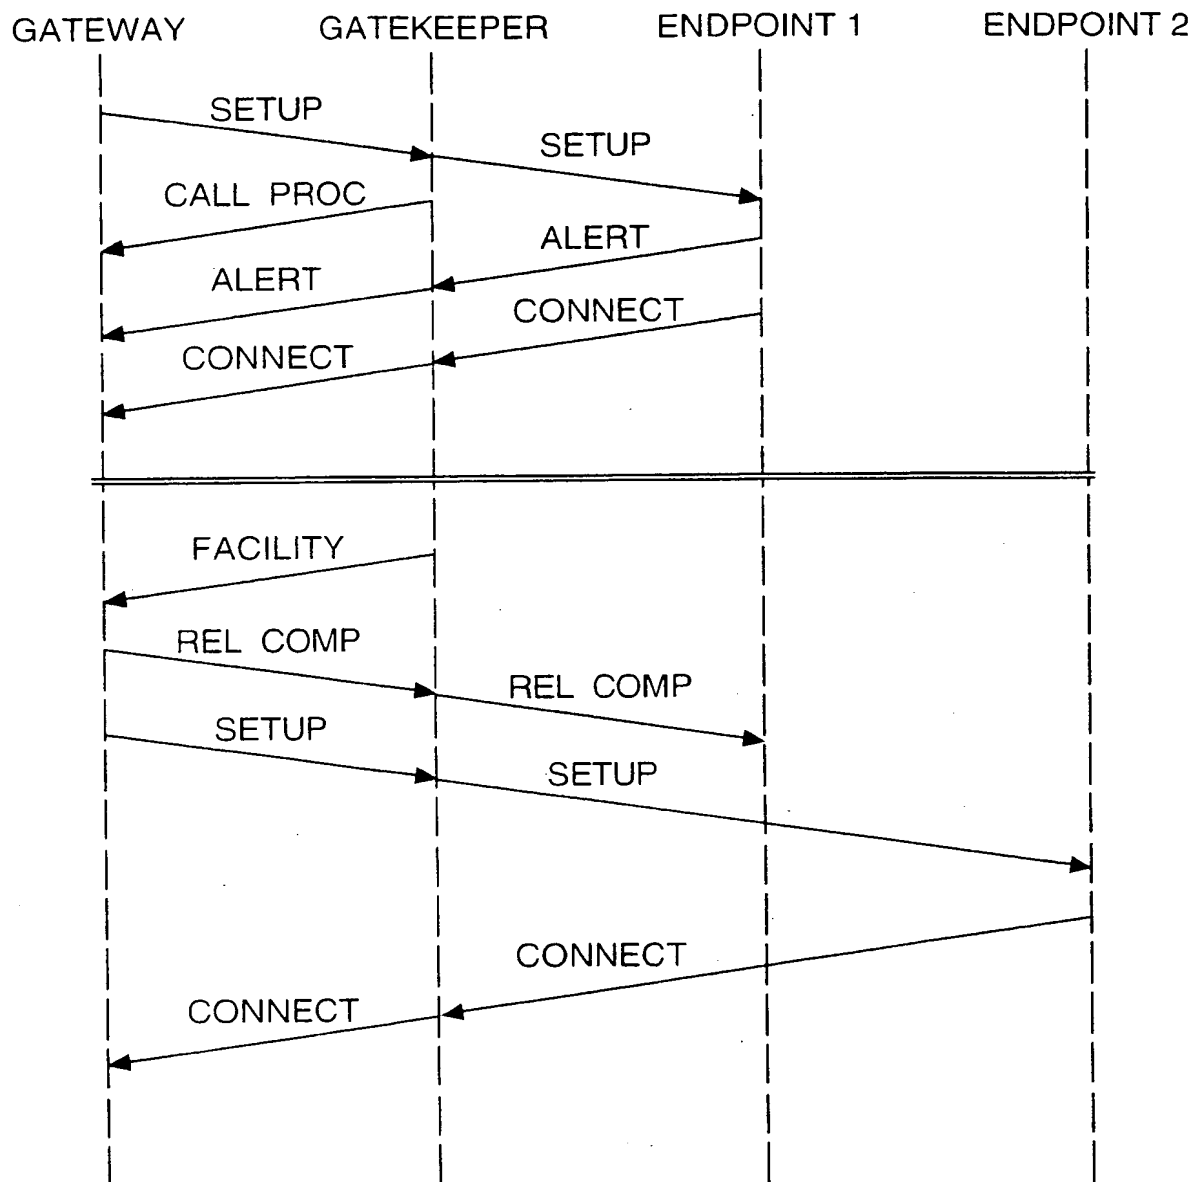 GATEWAY GATEKEEPER ENDPOINT 1 ENDPOINT 2
SETUP
SETUP
CALL PROC
ALERT
ALERT
CONNECT
CONNECT
FACILITY
REL COMP
REL COMP
SETUP
SETUP
CONNECT
CONNECT